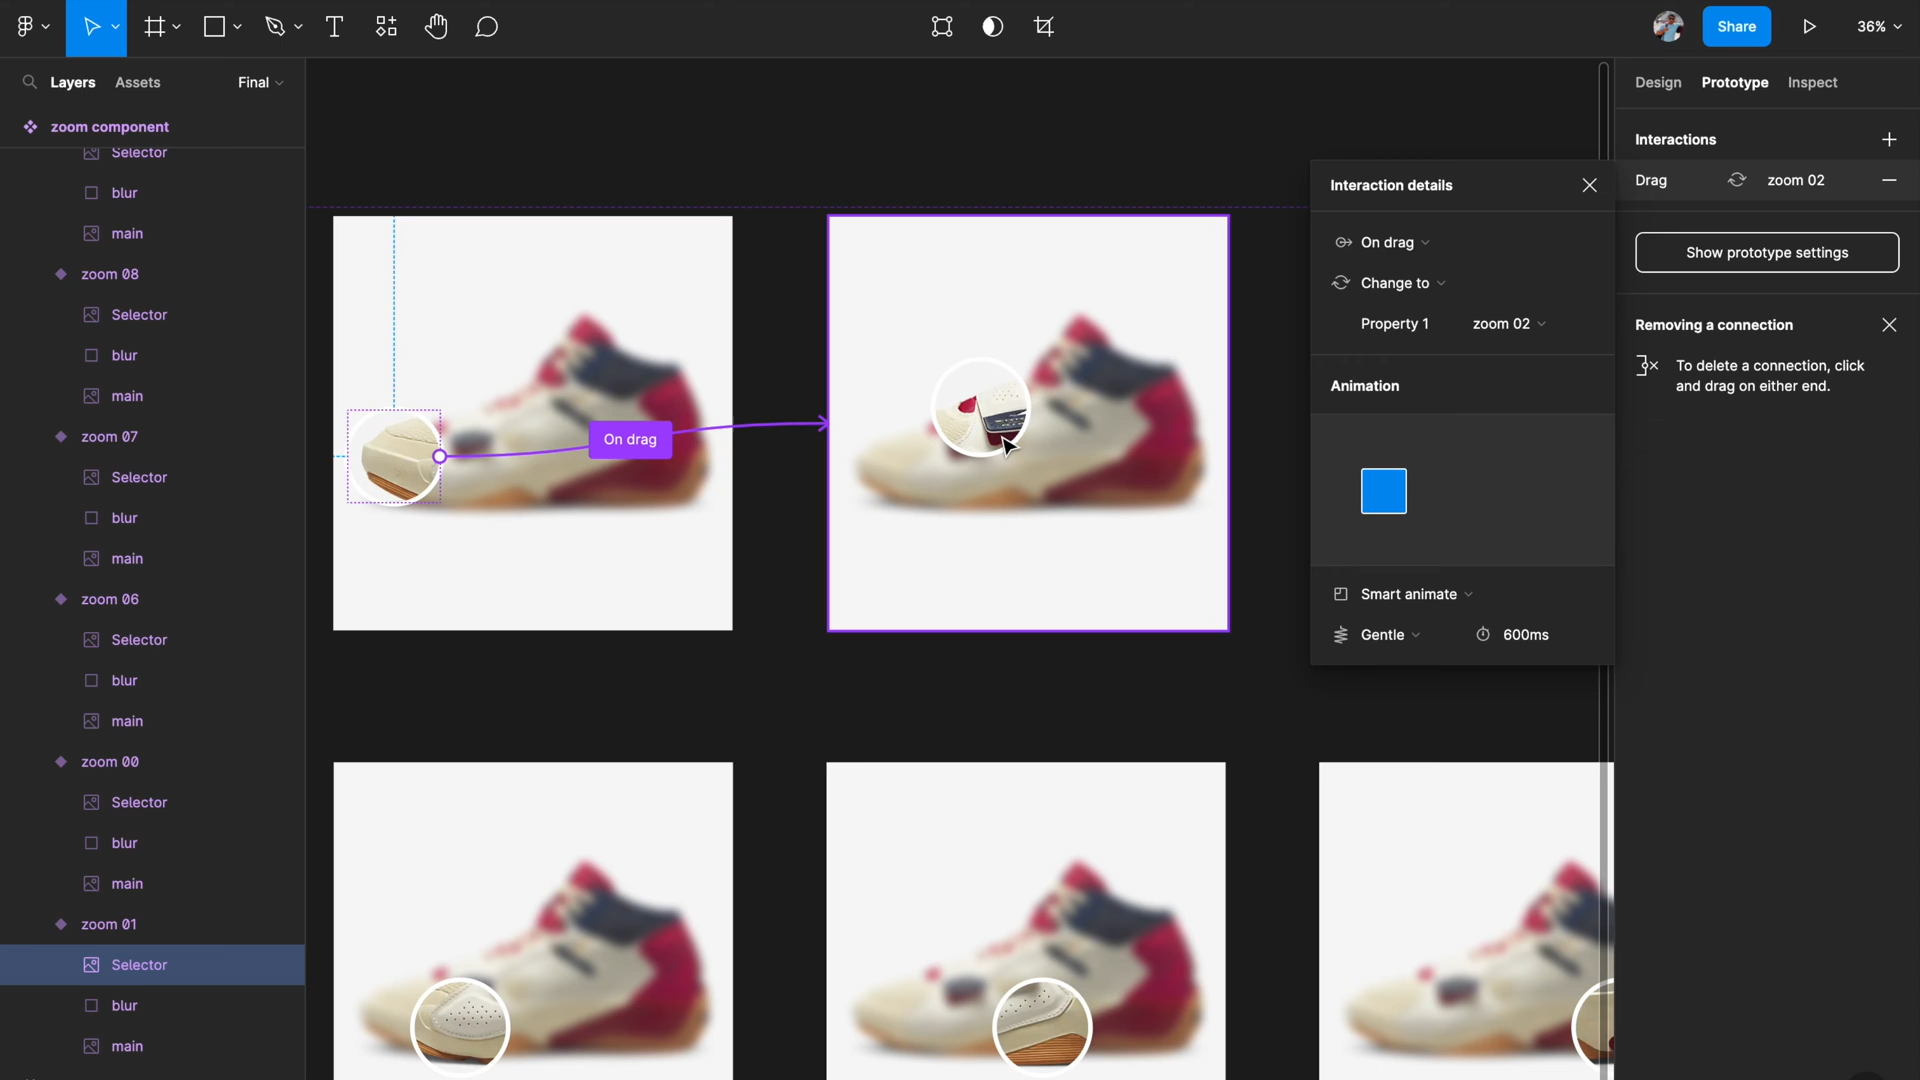 Share
36%
Layers
Assets
Final
Design
Prototype
Inspect
zoom component
Interactions
Selector
Drag
zoom 02
Interaction details
blur
main
On drag
Show prototype settings
zoom 08
Change to
Selector
Property 1
zoom 02
Removing a connection
blur
To delete a connection, click
and drag on either end.
main
Animation
zoom 07
On drag
Selector
blur
main
zoom 06
Smart animate
Selector
Gentle
600ms
blur
main
zoom 00
Selector
blur
main
zoom 01
Selector
blur
main